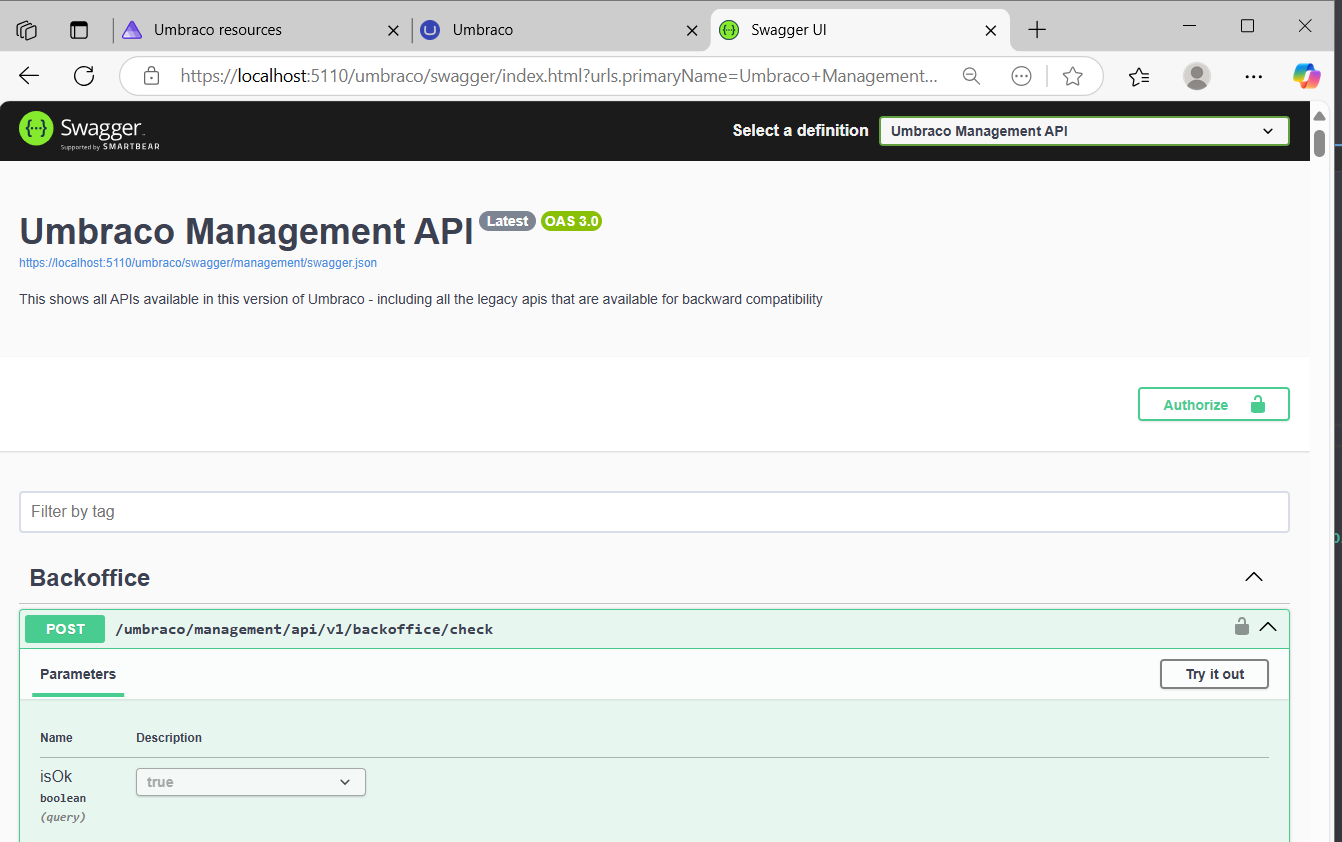 Umbraco resources
Umbraco
Swagger UI
https://localhost:5110/umbraco/swagger/index.html?urls.primaryName=Umbraco+Management...
Swagger
Supported by SMARTBEAR
Select a definition
Umbraco Management API
Umbraco Management API Latest OAS 3.0
https://localhost:5110/umbraco/swagger/management/swagger.json
This shows all APIs available in this version of Umbraco - including all the legacy apis that are available for backward compatibility
Authorize
Filter by tag
Backoffice
POST /umbraco/management/api/v1/backoffice/check
Parameters
Try it out
Name Description
isOk
true
boolean
(query)